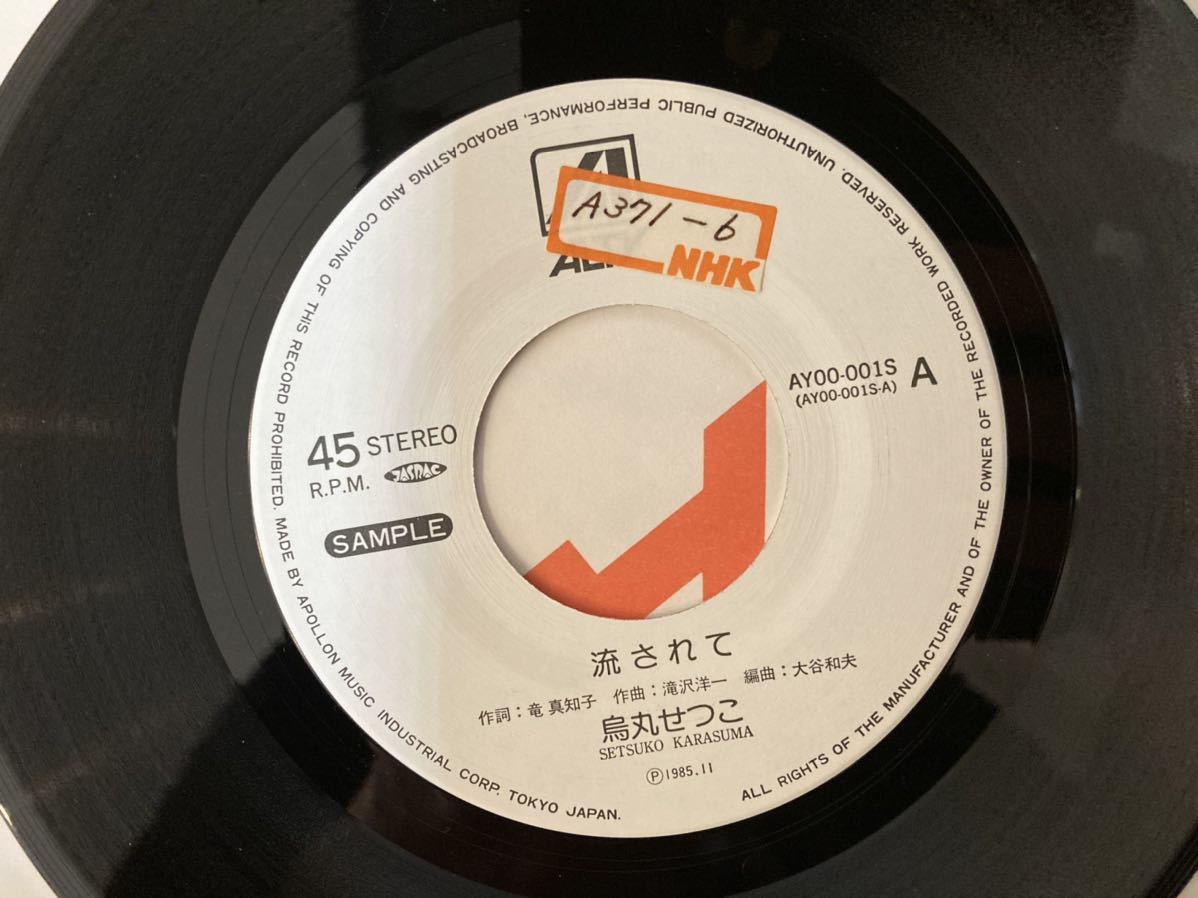 A371-6
NHK
AY00-001S A
(AY00-001S-A)
45 STEREO
R.P.M. JASRAC
SAMPLE
流されて
作詞：竜 真知子 作曲：滝沢洋一 編曲：大谷和夫
烏丸せつこ
SETSUKO KARASUMA
Ⓟ1985.11
ALL RIGHTS OF THE MANUFACTURER AND OF THE OWNER OF THE RECORDED WORK RESERVED. UNAUTHORIZED PUBLIC PERFORMANCE, BROADCASTING AND COPYING OF THIS RECORD PROHIBITED. MADE BY APOLLON MUSIC INDUSTRIAL CORP. TOKYO JAPAN.